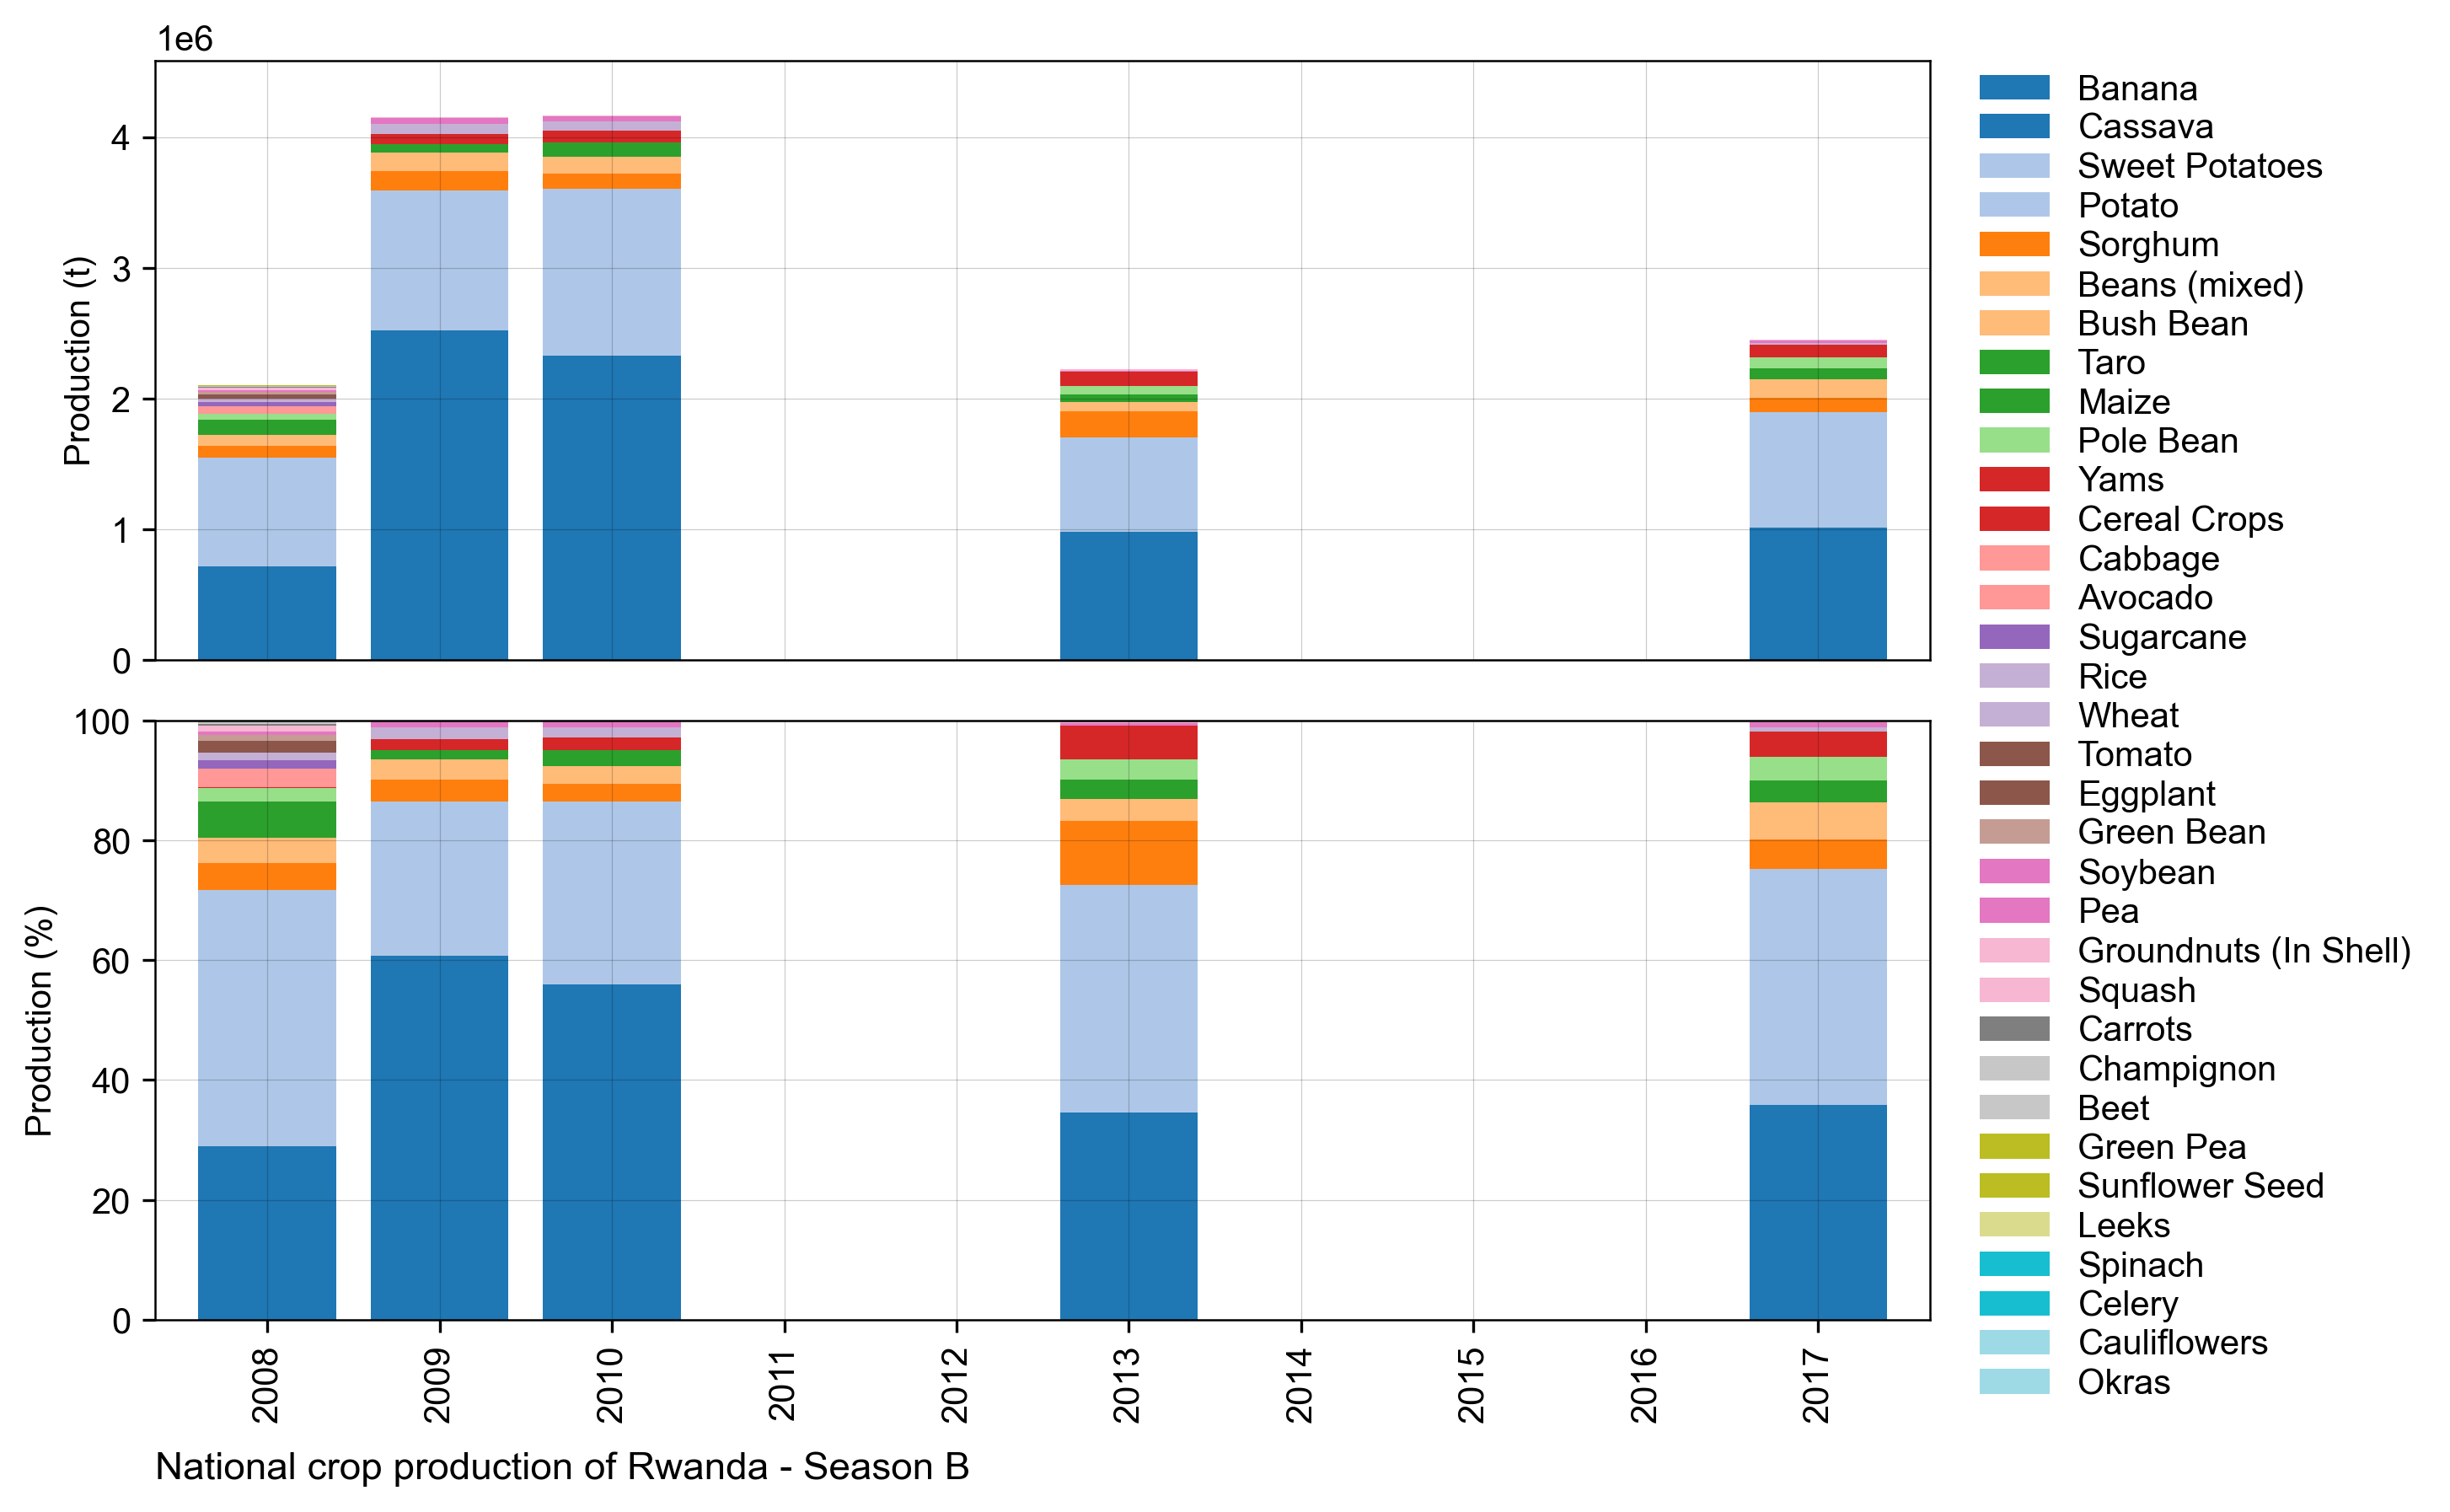 1e6
4
3
2
1
0
Production (t)
100
80
60
40
20
0
Production (%)
2008
2009
2010
2011
2012
2013
2014
2015
2016
2017
National crop production of Rwanda - Season B
Banana
Cassava
Sweet Potatoes
Potato
Sorghum
Beans (mixed)
Bush Bean
Taro
Maize
Pole Bean
Yams
Cereal Crops
Cabbage
Avocado
Sugarcane
Rice
Wheat
Tomato
Eggplant
Green Bean
Soybean
Pea
Groundnuts (In Shell)
Squash
Carrots
Champignon
Beet
Green Pea
Sunflower Seed
Leeks
Spinach
Celery
Cauliflowers
Okras